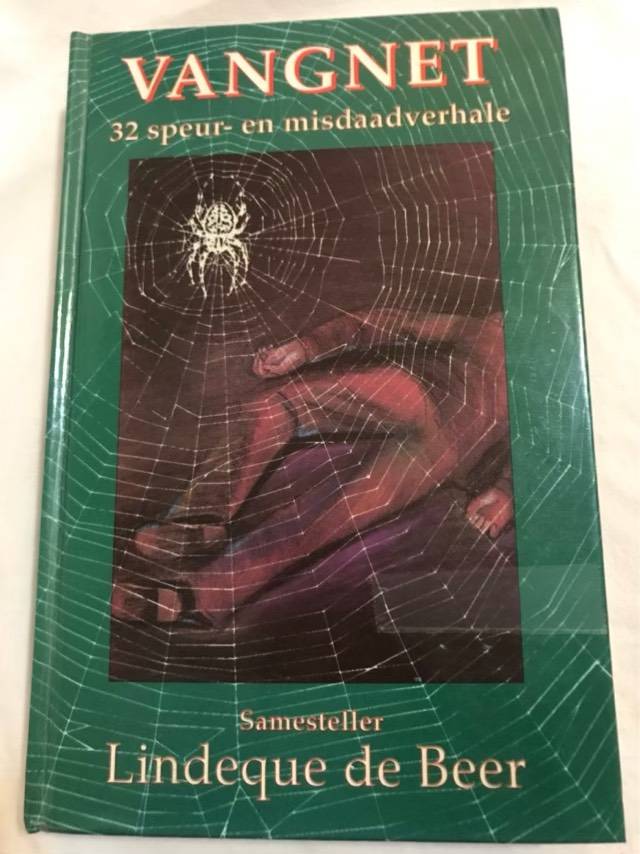 VANGNET
32 speur- en misdaadverhale
Samesteller
Lindeque de Beer